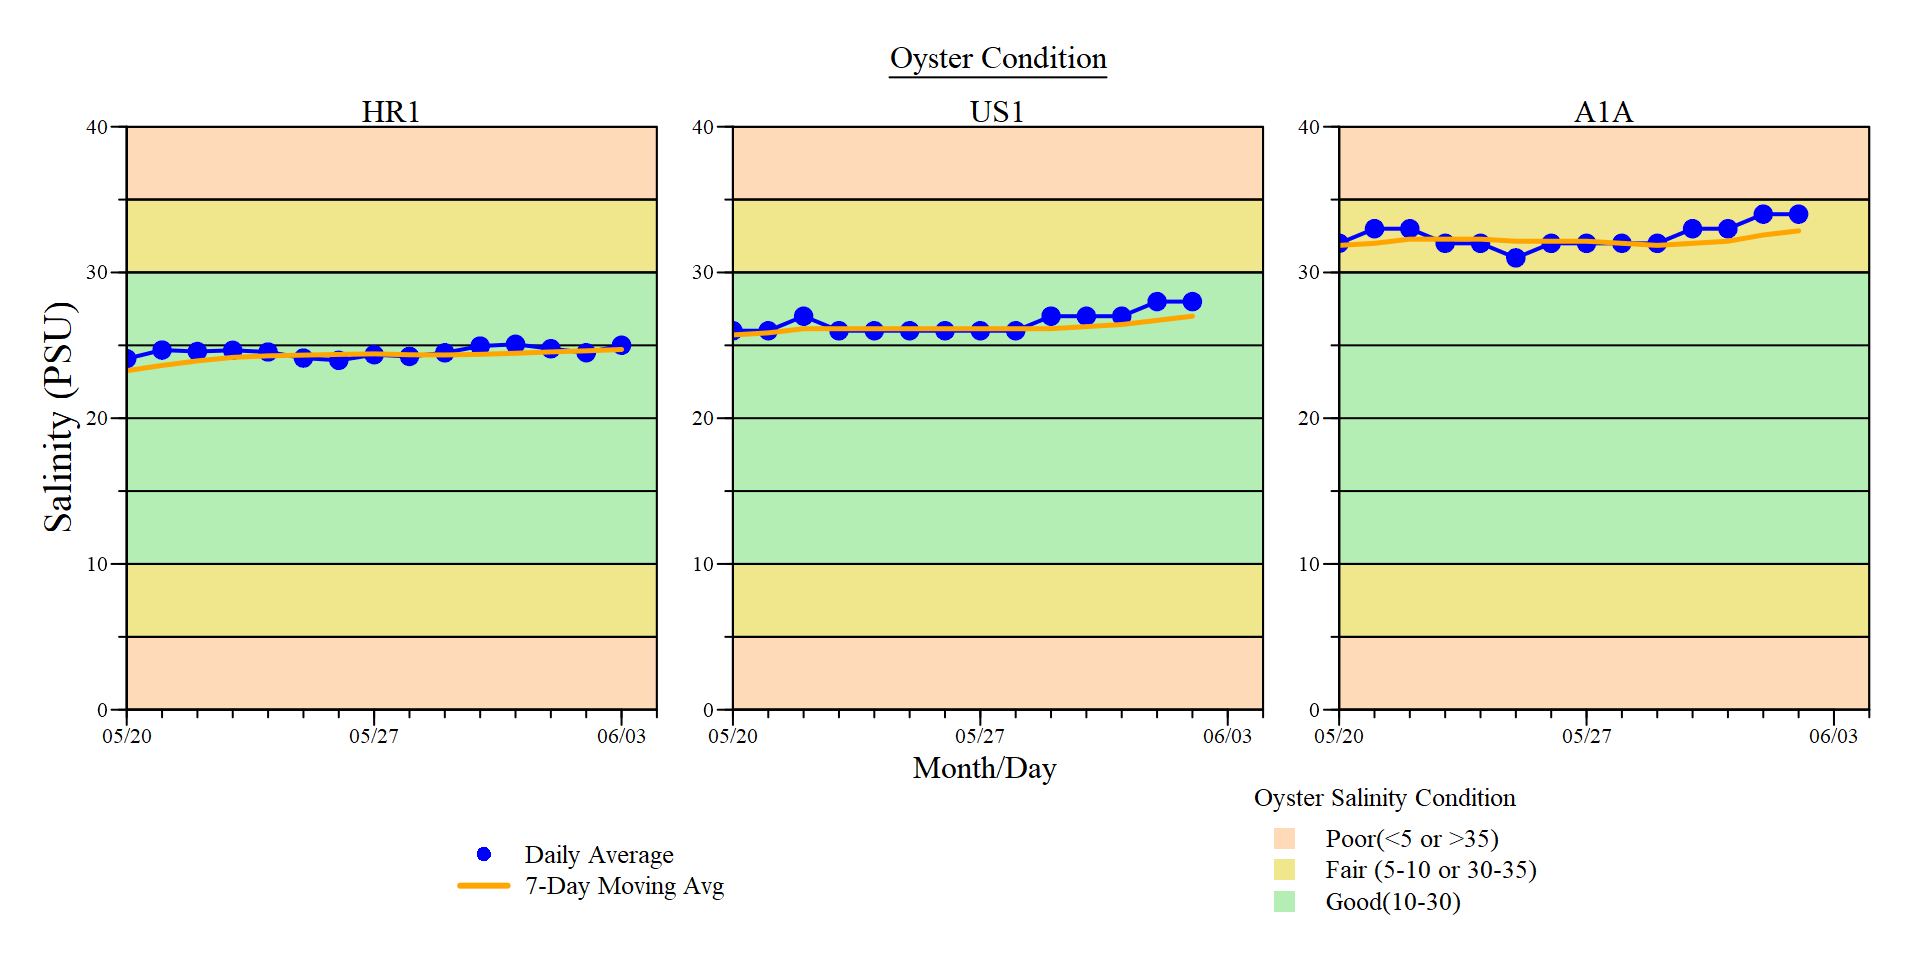 Oyster Condition
HR1
US1
A1A
Salinity (PSU)
40
30
20
10
0
05/20
05/27
06/03
40
30
20
10
0
05/20
05/27
06/03
40
30
20
10
0
05/20
05/27
06/03
Month/Day
Daily Average
7-Day Moving Avg
Oyster Salinity Condition
Poor(<5 or >35)
Fair (5-10 or 30-35)
Good(10-30)